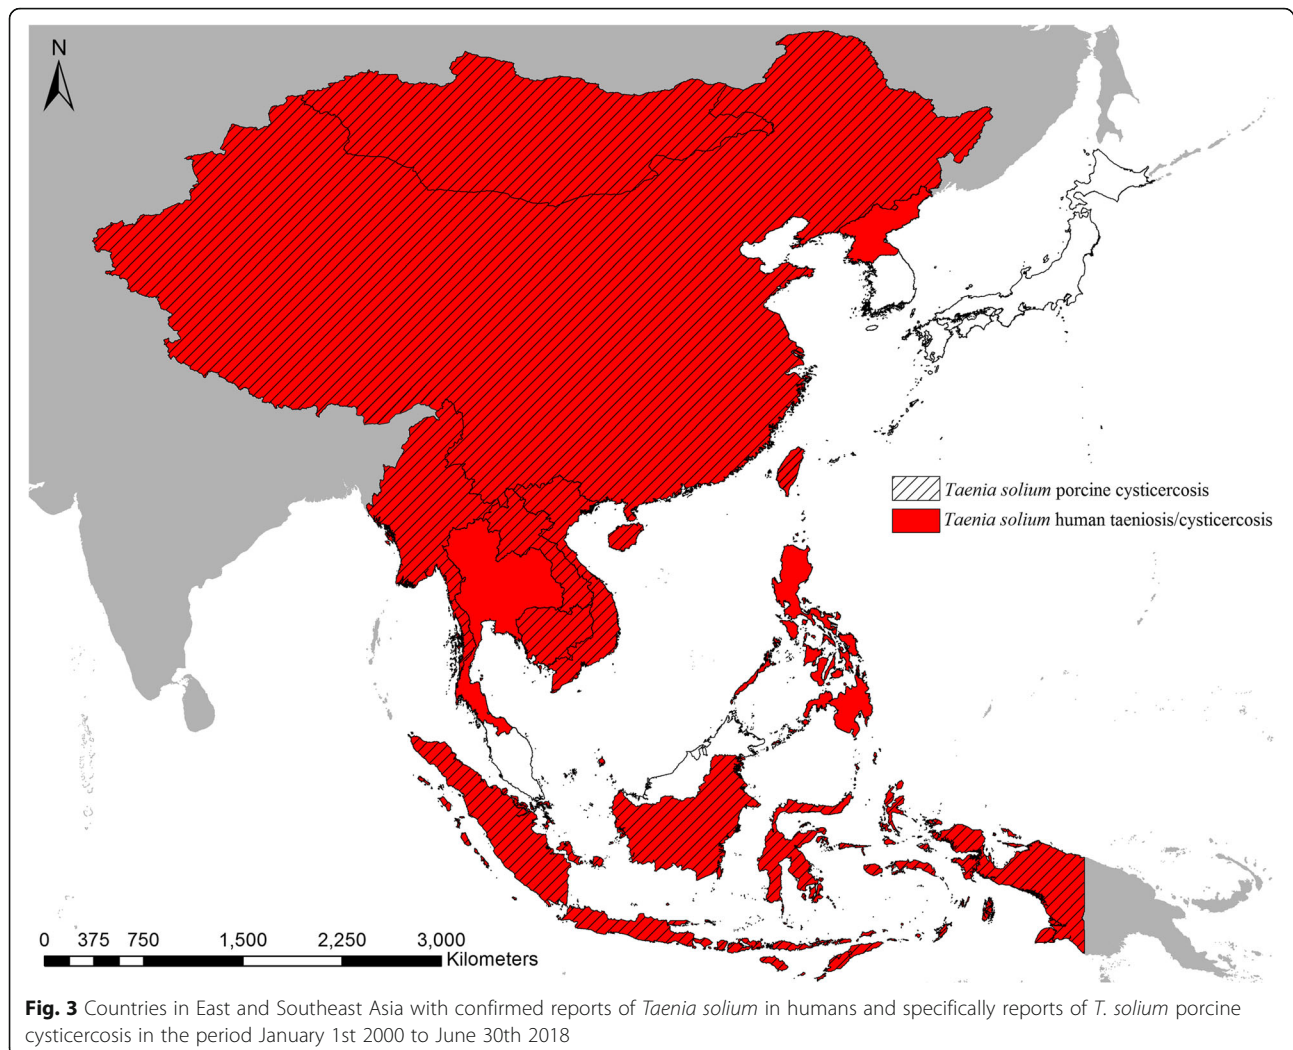 N
Taenia solium porcine cysticercosis
Taenia solium human taeniosis/cysticercosis
0 375 750 1,500 2,250 3,000
Kilometers
Fig. 3 Countries in East and Southeast Asia with confirmed reports of Taenia solium in humans and specifically reports of T. solium porcine
cysticercosis in the period January 1st 2000 to June 30th 2018